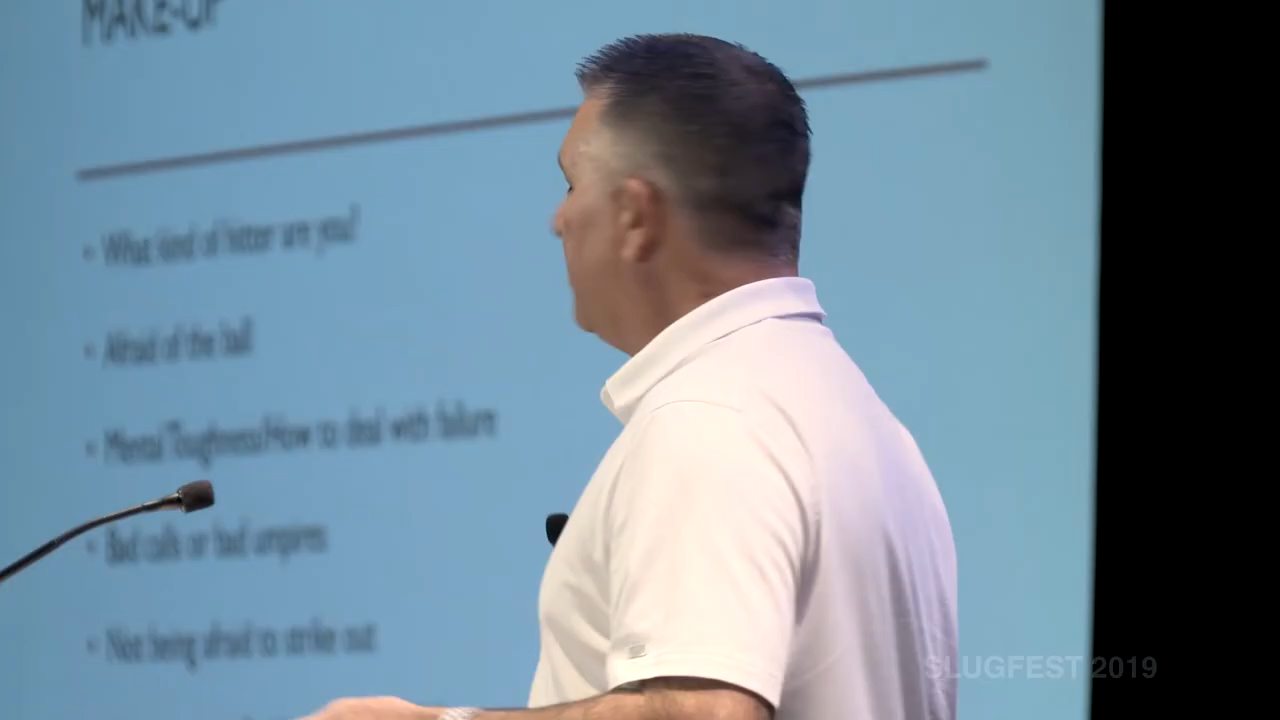 MAKE-UP
• What kind of hitter are you?
• Afraid of the ball
• Mental Toughness/How to deal with failure
• Bad calls or bad umpires
• Not being afraid to strike out
SLUGFEST 2019